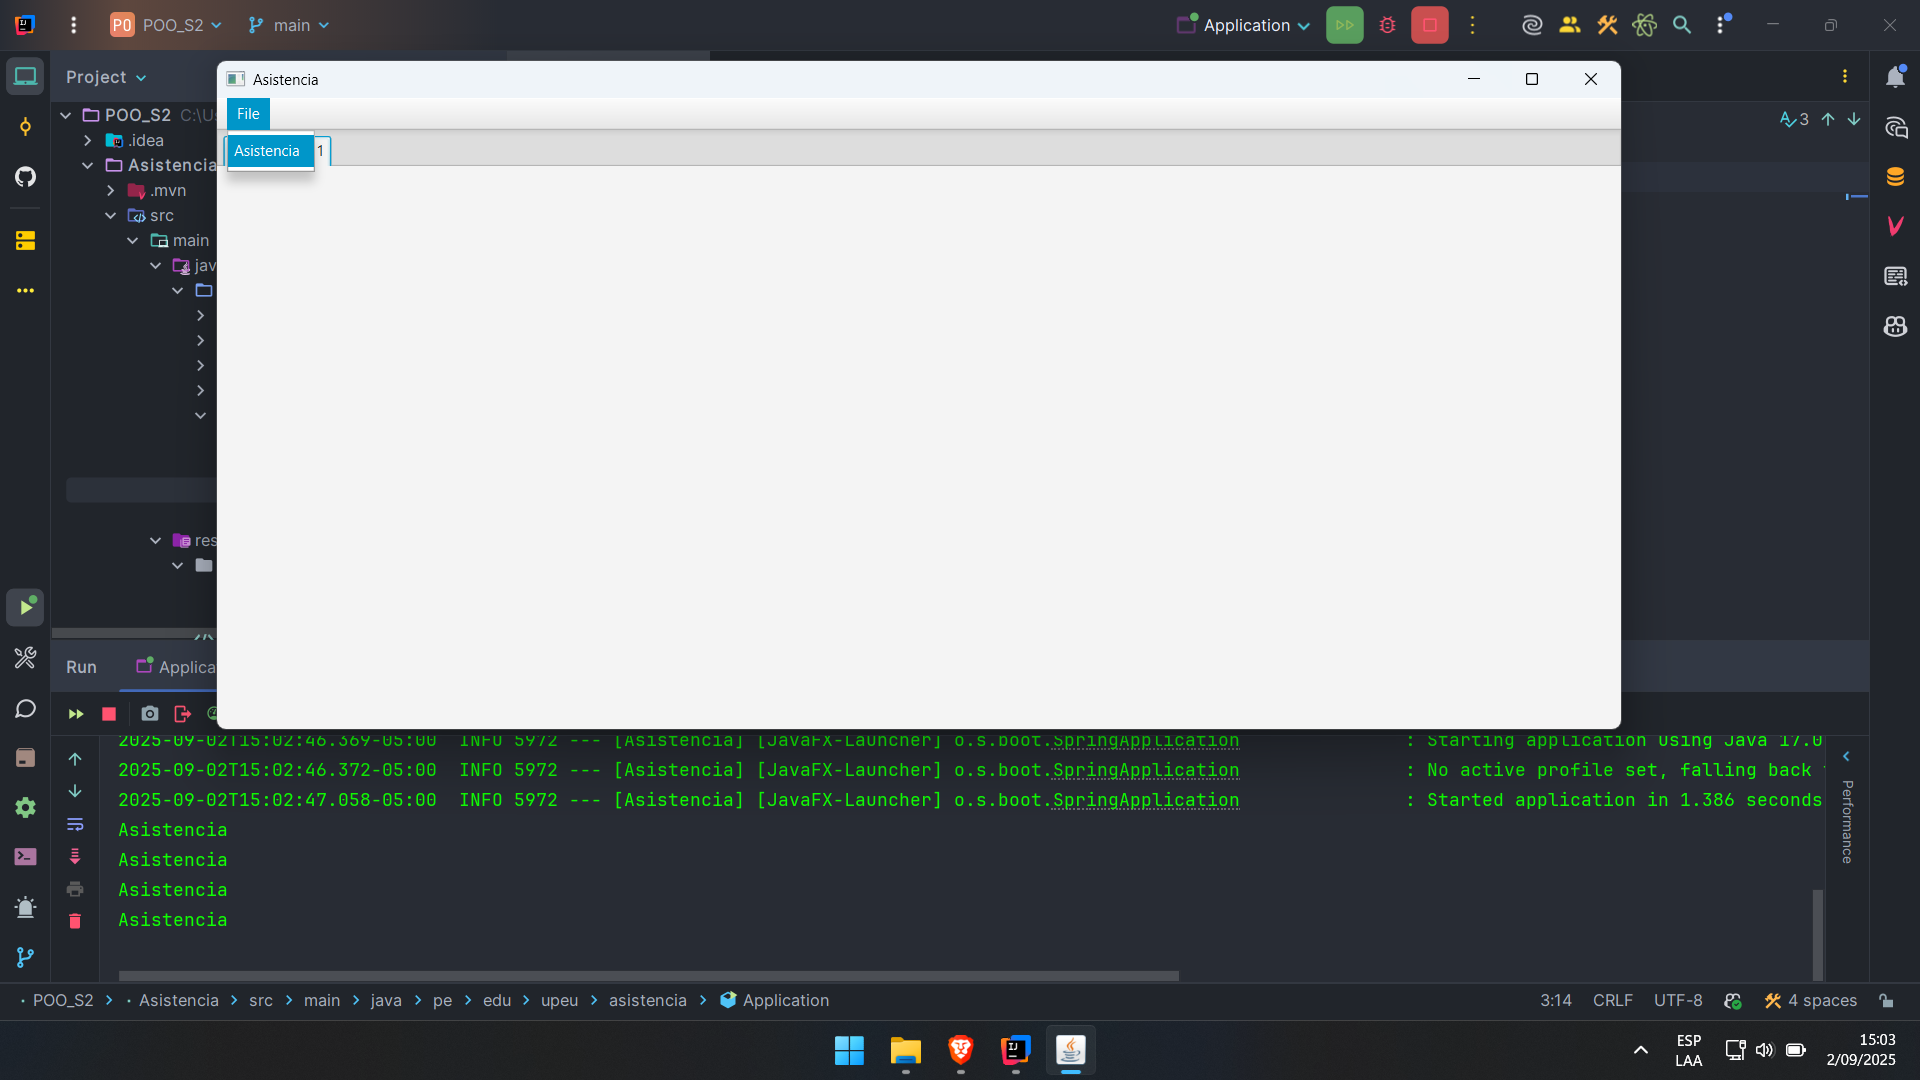 P0 POO_S2 main
Application
Project
Asistencia
File
Asistencia 1
POO_S2 C:\Us
.idea
Asistencia
.mvn
src
main
jav
res
3
Run Applica
2025-09-02T15:02:46.369-05:00 INFO 5972 --- [Asistencia] [JavaFX-Launcher] o.s.boot.SpringApplication : Starting application using Java 17.0
2025-09-02T15:02:46.372-05:00 INFO 5972 --- [Asistencia] [JavaFX-Launcher] o.s.boot.SpringApplication : No active profile set, falling back
2025-09-02T15:02:47.058-05:00 INFO 5972 --- [Asistencia] [JavaFX-Launcher] o.s.boot.SpringApplication : Started application in 1.386 seconds
Asistencia
Asistencia
Asistencia
Asistencia
Performance
POO_S2 > Asistencia > src > main > java > pe > edu > upeu > asistencia > Application
3:14 CRLF UTF-8 4 spaces
ESP
LAA
15:03
2/09/2025